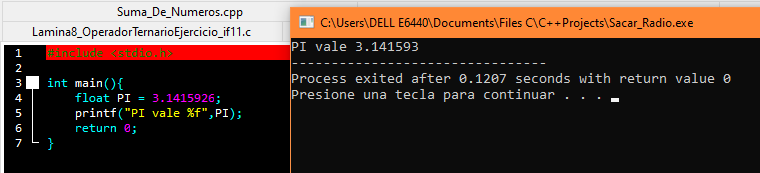 Suma_De_Numeros.cpp
Lamina8_OperadorTernarioEjercicio_if11.c
1 #include <stdio.h>
2
3 int main(){
4 float PI = 3.1415926;
5 printf("PI vale %f",PI);
6 return 0;
7 }
C:\Users\DELL E6440\Documents\Files C\C++Projects\Sacar_Radio.exe
PI vale 3.141593
--------------------------------
Process exited after 0.1207 seconds with return value 0
Presione una tecla para continuar . . .